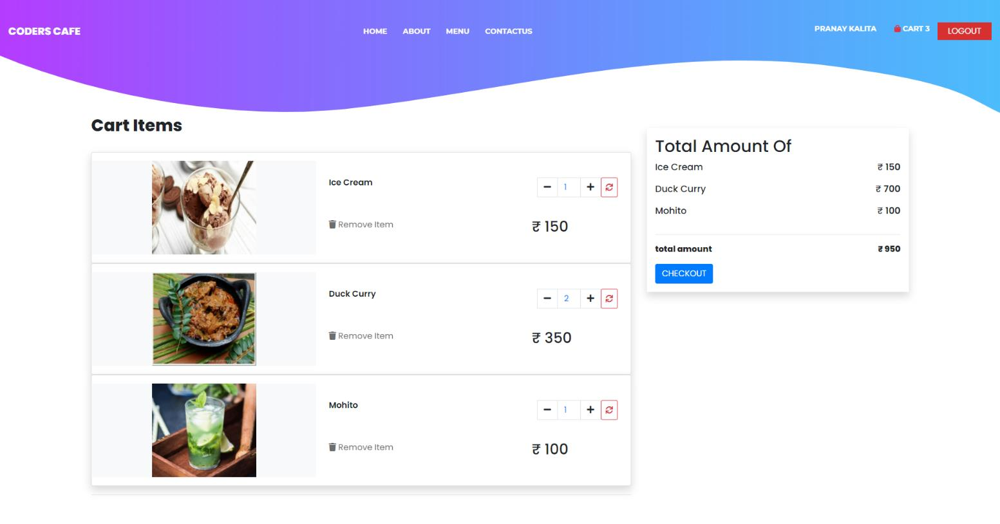 CODERS CAFE
HOME ABOUT MENU CONTACTUS
PRANAY KALITA CART 3 LOGOUT
Cart Items
Ice Cream
1
Remove Item
₹ 150
Duck Curry
2
Remove Item
₹ 350
Mohito
1
Remove Item
₹ 100
Total Amount Of
Ice Cream ₹ 150
Duck Curry ₹ 700
Mohito ₹ 100
total amount ₹ 950
CHECKOUT